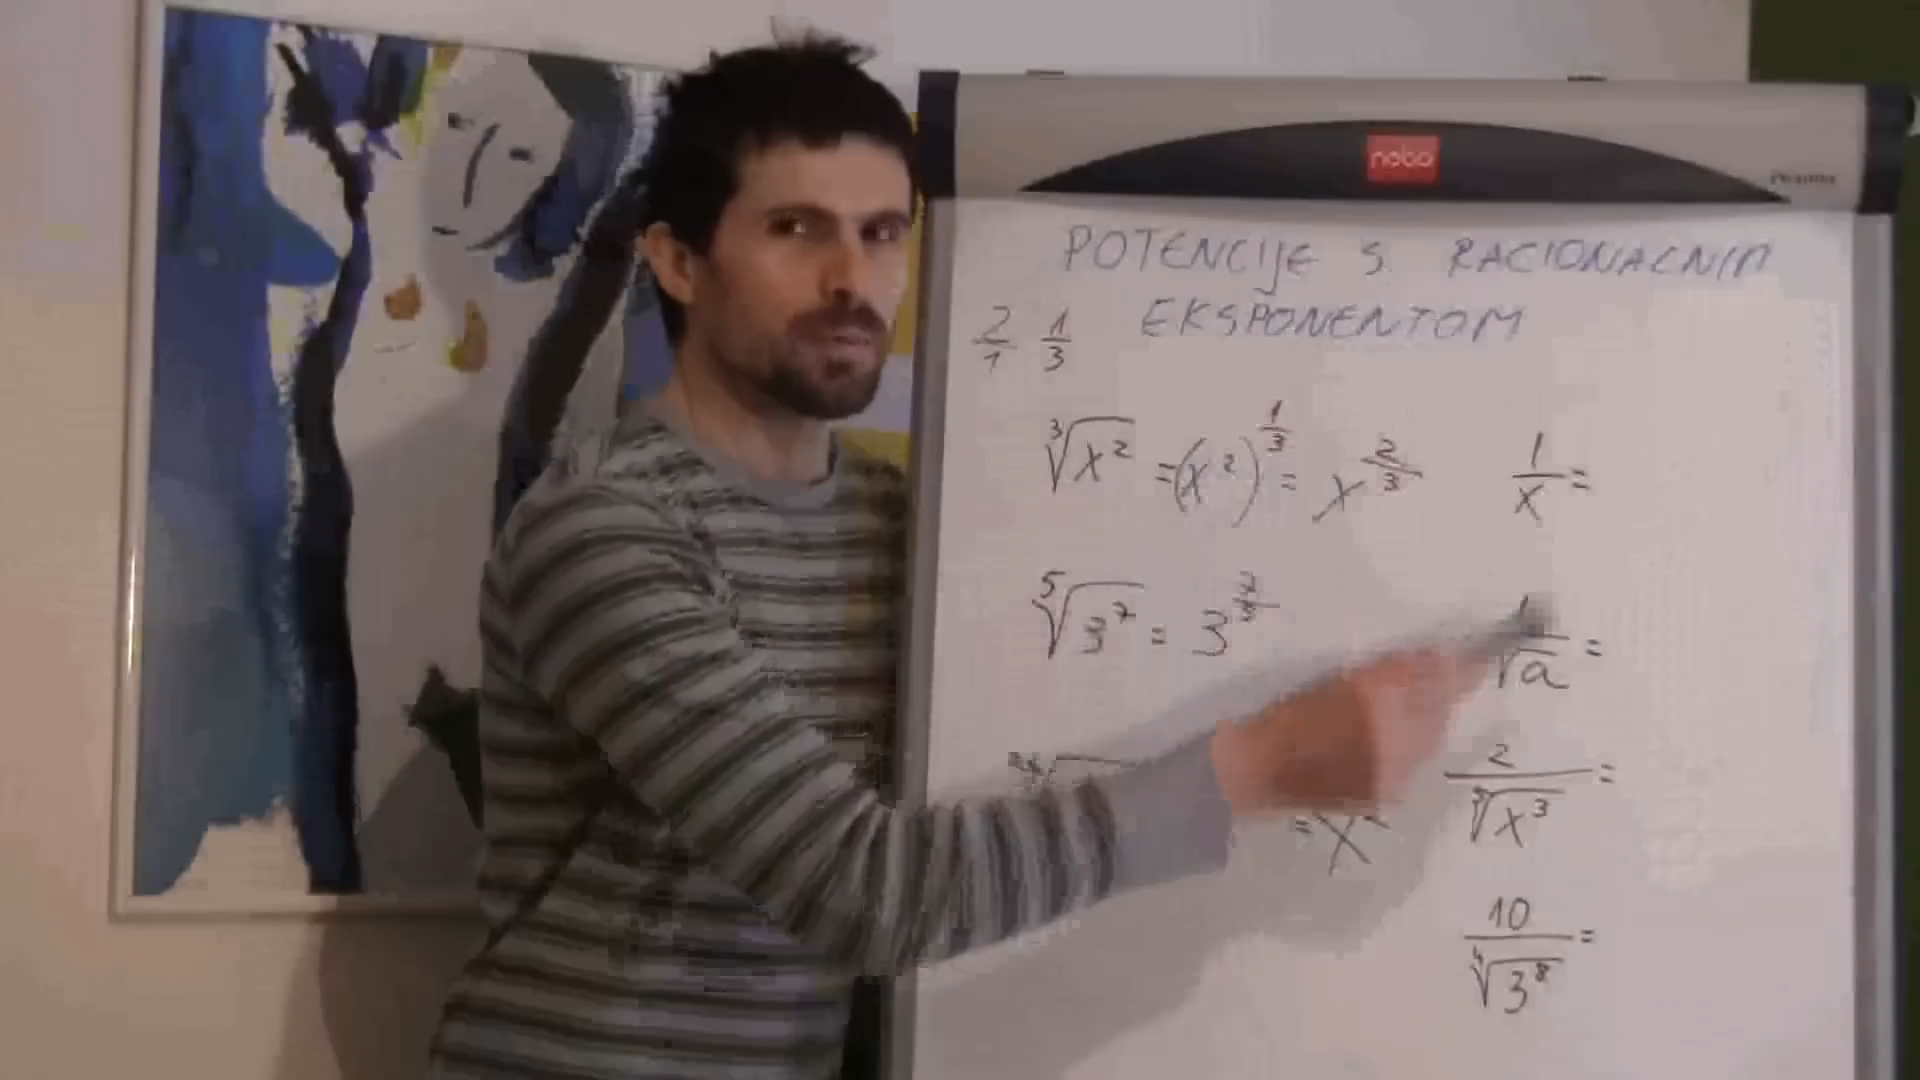 nobo
POTENCIJE S RACIONALNIM
EKSPONENTOM
2/1 1/3
∛(x²) = (x²)^(1/3) = x^(2/3)
⁵√(3⁷) = 3^(7/5)
= x
1/x =
1/√a =
2/√(x³) =
10/⁴√(3⁸) =